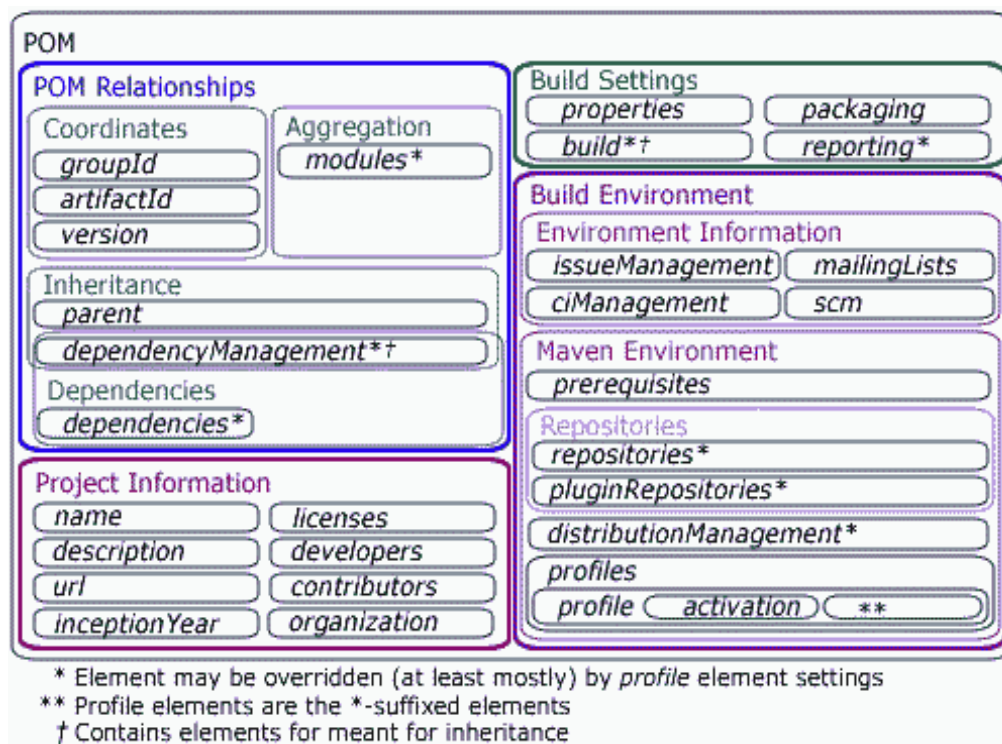 POM
POM Relationships
Coordinates
groupId
artifactId
version
Aggregation
modules*
Inheritance
parent
dependencyManagement*†
Dependencies
dependencies*
Project Information
name
licenses
description
developers
url
contributors
inceptionYear
organization
Build Settings
properties
packaging
build*†
reporting*
Build Environment
Environment Information
issueManagement
mailingLists
ciManagement
scm
Maven Environment
prerequisites
Repositories
repositories*
pluginRepositories*
distributionManagement*
profiles
profile activation **
* Element may be overridden (at least mostly) by profile element settings
** Profile elements are the *-suffixed elements
† Contains elements for meant for inheritance